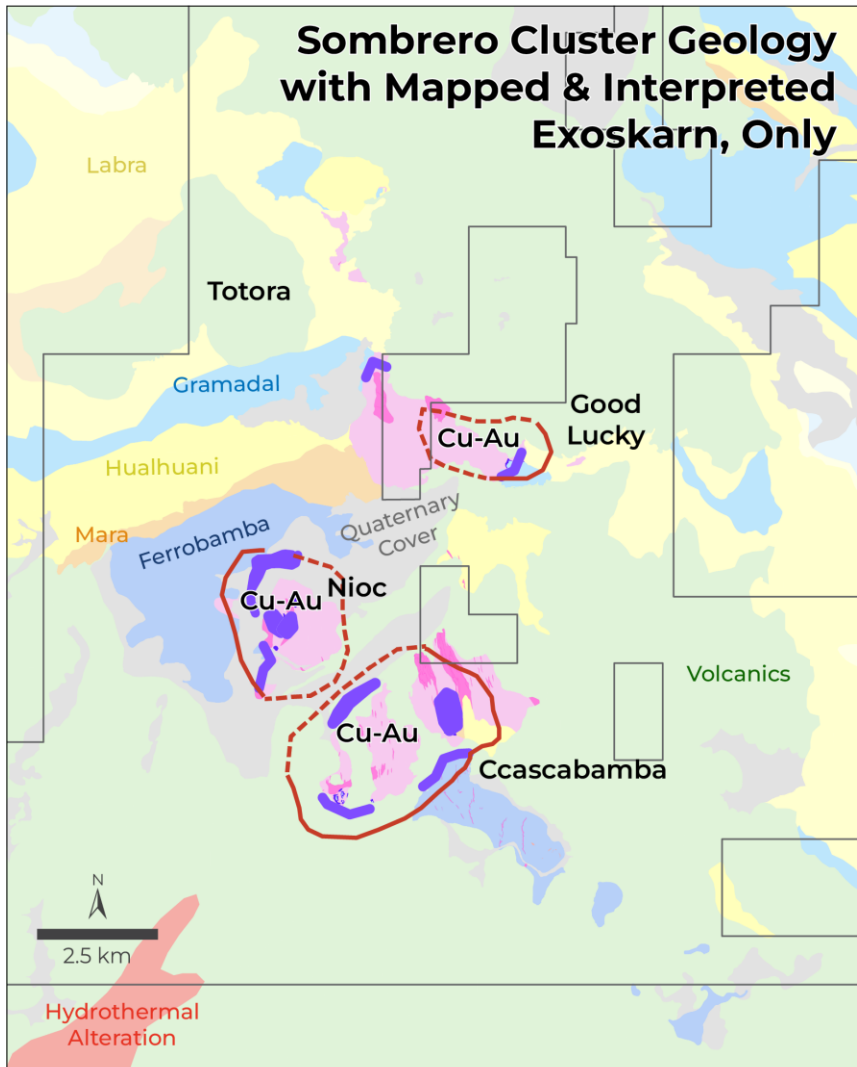 Sombrero Cluster Geology
with Mapped & Interpreted
Exoskarn, Only
Labra
Totora
Gramadal
Good
Lucky
Cu-Au
Hualhuani
Mara
Ferrobamba
Quaternary
Cover
Nioc
Cu-Au
Volcanics
Cu-Au
Ccascabamba
N
2.5 km
Hydrothermal
Alteration